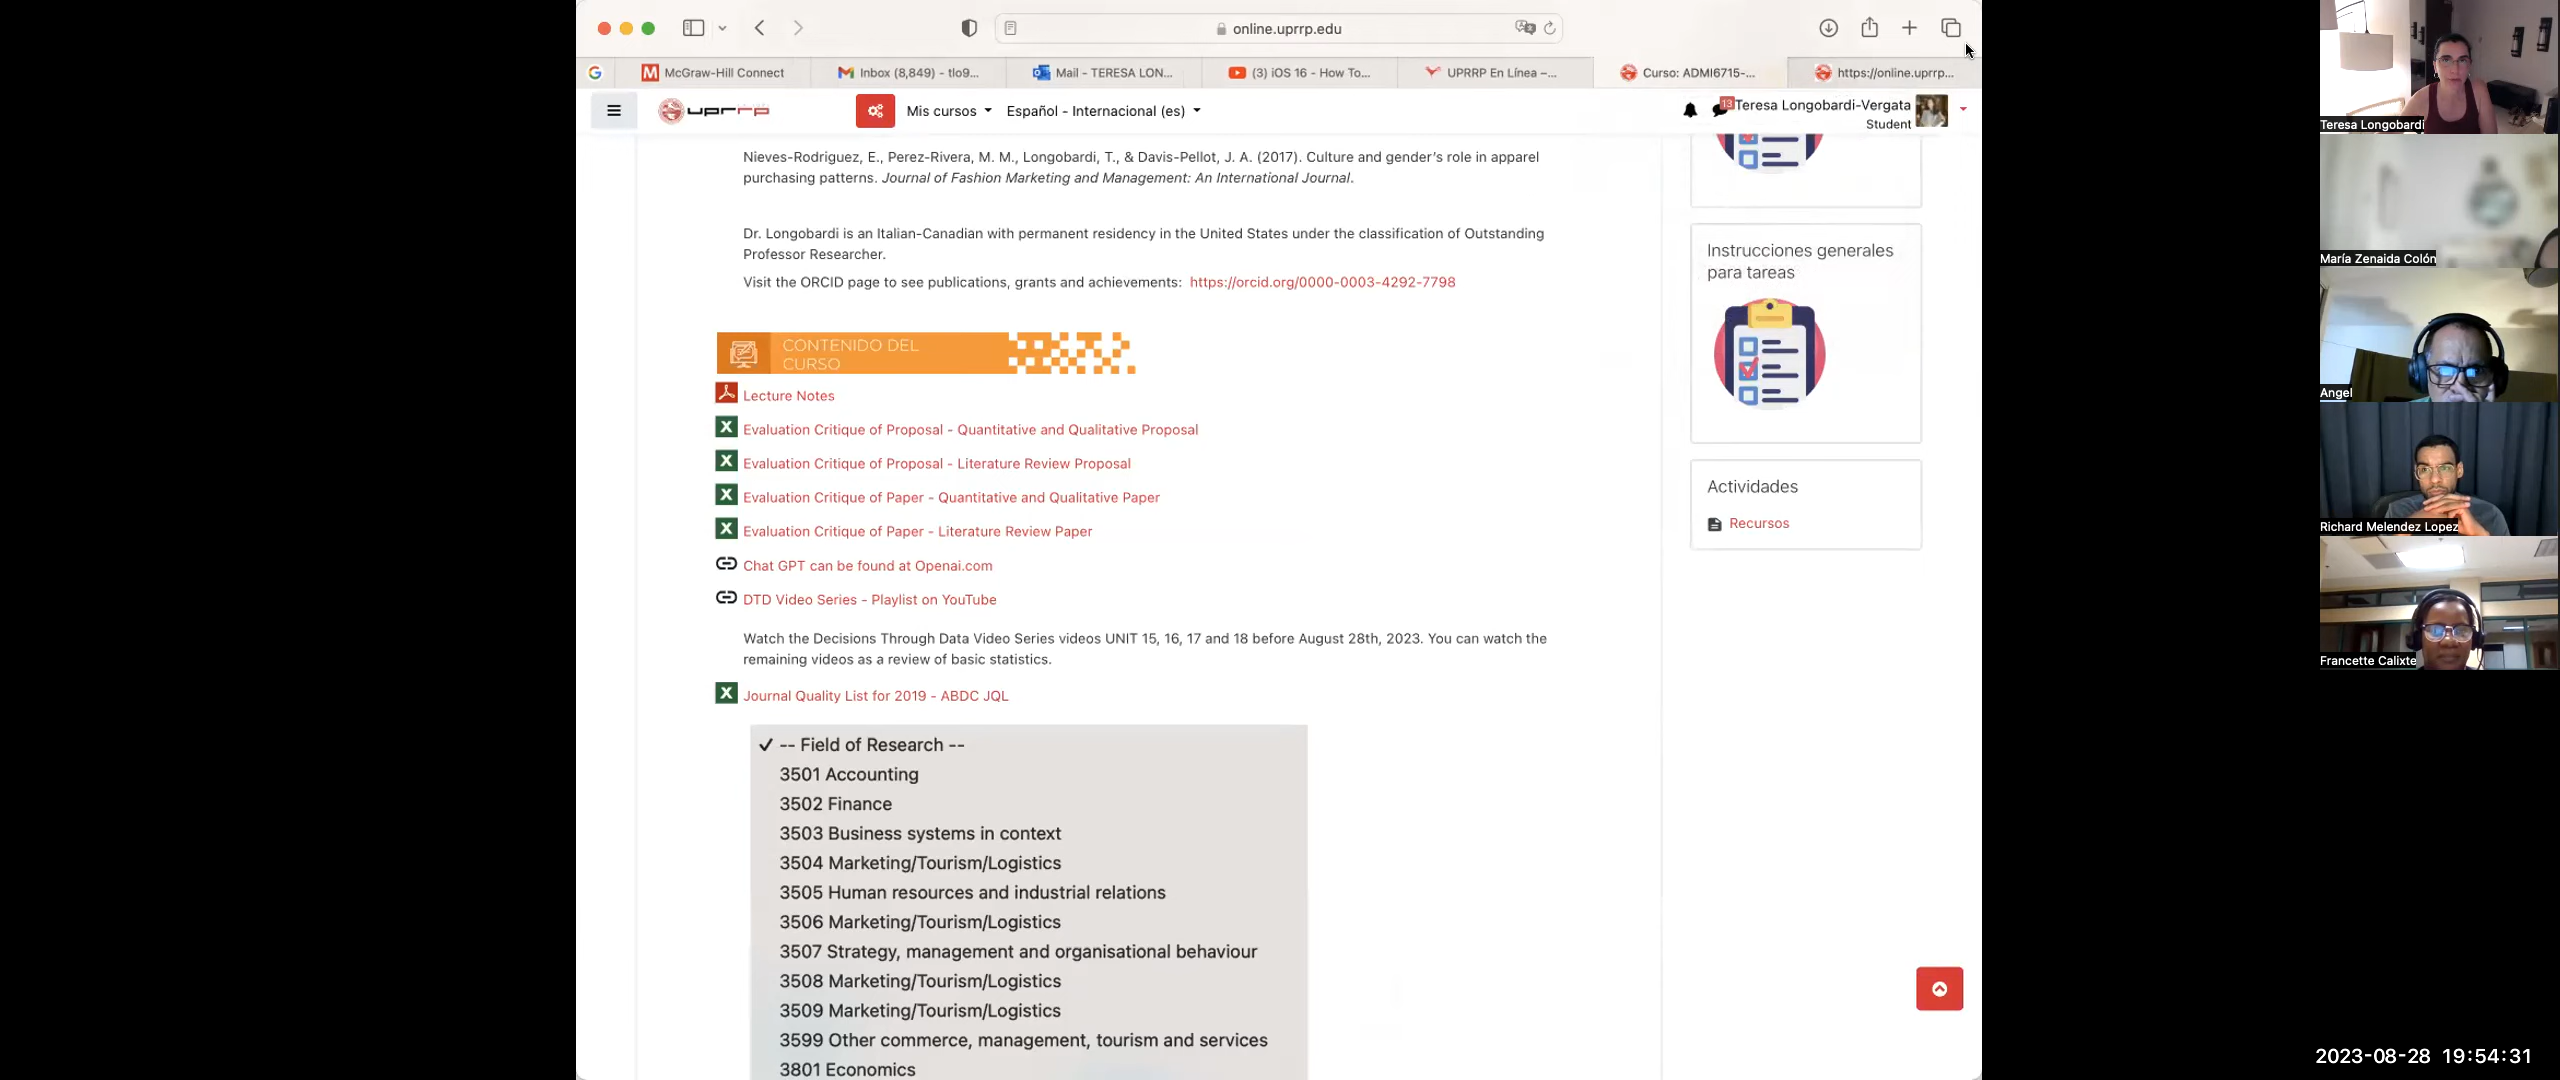 online.uprrp.edu
McGraw-Hill Connect
Inbox (8,849) - tlo9...
Mail - TERESA LON...
(3) iOS 16 - How To...
UPRRP En Línea –...
Curso: ADMI6715-...
https://online.uprrp...
uprrp
Mis cursos
Español - Internacional (es)
13
Teresa Longobardi-Vergata
Student
Nieves-Rodriguez, E., Perez-Rivera, M. M., Longobardi, T., & Davis-Pellot, J. A. (2017). Culture and gender's role in apparel
purchasing patterns. Journal of Fashion Marketing and Management: An International Journal.
Dr. Longobardi is an Italian-Canadian with permanent residency in the United States under the classification of Outstanding
Professor Researcher.
Visit the ORCID page to see publications, grants and achievements: https://orcid.org/0000-0003-4292-7798
CONTENIDO DEL
CURSO
Lecture Notes
Evaluation Critique of Proposal - Quantitative and Qualitative Proposal
Evaluation Critique of Proposal - Literature Review Proposal
Evaluation Critique of Paper - Quantitative and Qualitative Paper
Evaluation Critique of Paper - Literature Review Paper
Chat GPT can be found at Openai.com
DTD Video Series - Playlist on YouTube
Watch the Decisions Through Data Video Series videos UNIT 15, 16, 17 and 18 before August 28th, 2023. You can watch the
remaining videos as a review of basic statistics.
Journal Quality List for 2019 - ABDC JQL
-- Field of Research --
3501 Accounting
3502 Finance
3503 Business systems in context
3504 Marketing/Tourism/Logistics
3505 Human resources and industrial relations
3506 Marketing/Tourism/Logistics
3507 Strategy, management and organisational behaviour
3508 Marketing/Tourism/Logistics
3509 Marketing/Tourism/Logistics
3599 Other commerce, management, tourism and services
3801 Economics
Instrucciones generales
para tareas
Actividades
Recursos
Teresa Longobardi
María Zenaida Colón
Angel
Richard Melendez Lopez
Francette Calixte
2023-08-28 19:54:31